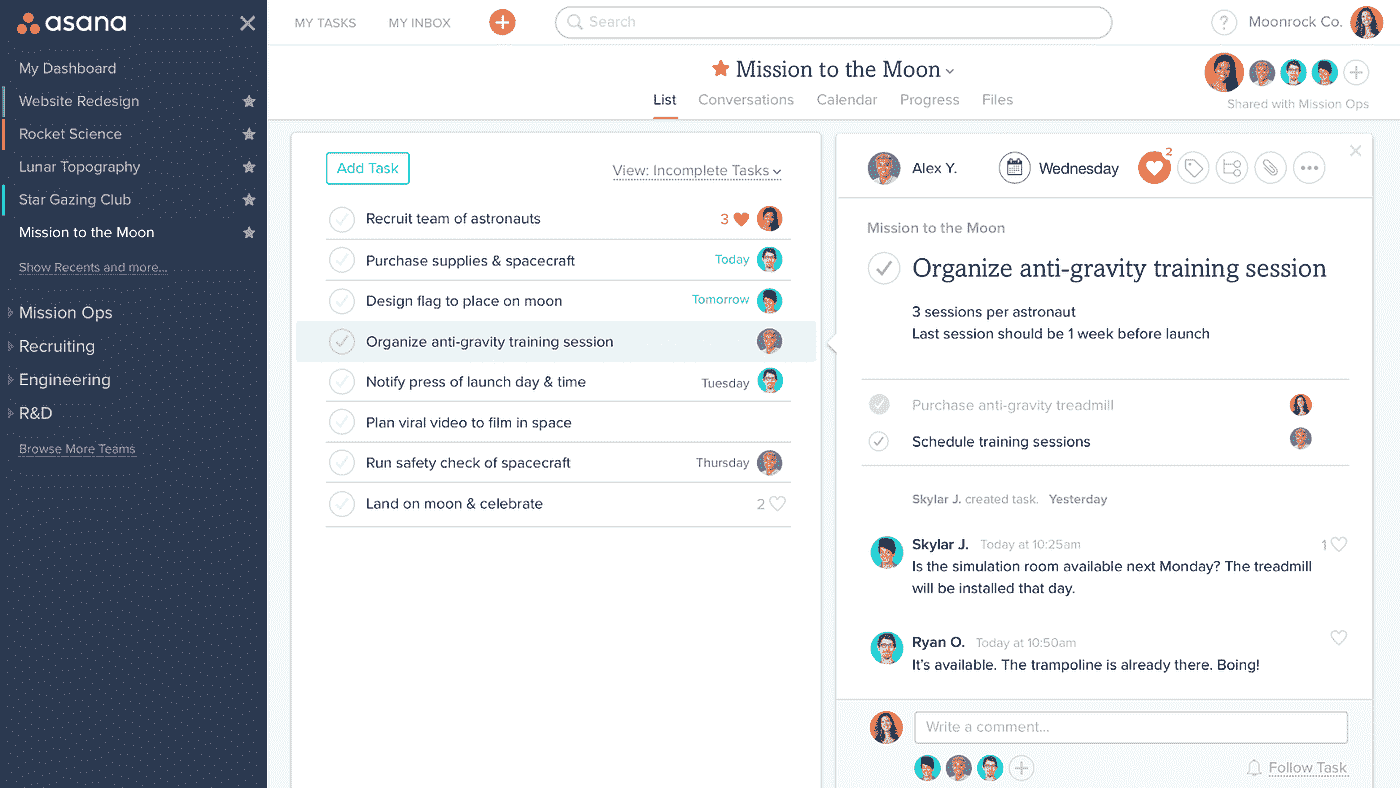 asana
My Dashboard
Website Redesign
Rocket Science
Lunar Topography
Star Gazing Club
Mission to the Moon
Show Recents and more...
Mission Ops
Recruiting
Engineering
R&D
Browse More Teams
MY TASKS
MY INBOX
Search
?
Moonrock Co.
Mission to the Moon
Shared with Mission Ops
List
Conversations
Calendar
Progress
Files
Add Task
View: Incomplete Tasks
Recruit team of astronauts 3
Purchase supplies & spacecraft Today
Design flag to place on moon Tomorrow
Organize anti-gravity training session
Notify press of launch day & time Tuesday
Plan viral video to film in space
Run safety check of spacecraft Thursday
Land on moon & celebrate 2
Alex Y.
Wednesday
2
Mission to the Moon
Organize anti-gravity training session
3 sessions per astronaut
Last session should be 1 week before launch
Purchase anti-gravity treadmill
Schedule training sessions
Skylar J. created task. Yesterday
Skylar J. Today at 10:25am 1
Is the simulation room available next Monday? The treadmill
will be installed that day.
Ryan O. Today at 10:50am
It's available. The trampoline is already there. Boing!
Write a comment...
Follow Task